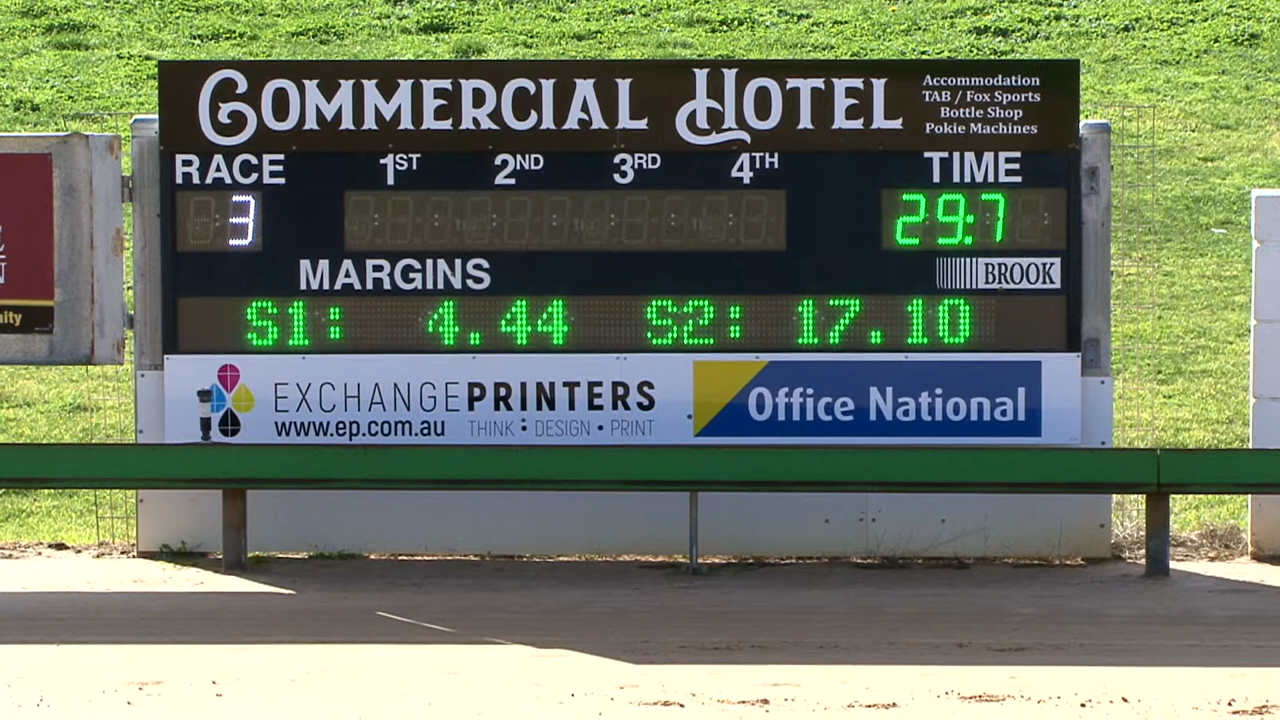 COMMERCIAL HOTEL
Accommodation
TAB / Fox Sports
Bottle Shop
Pokie Machines
RACE 1ST 2ND 3RD 4TH TIME
3 29:7
MARGINS
BROOK
S1: 4.44 S2: 17.10
EXCHANGEPRINTERS
www.ep.com.au THINK : DESIGN • PRINT
Office National